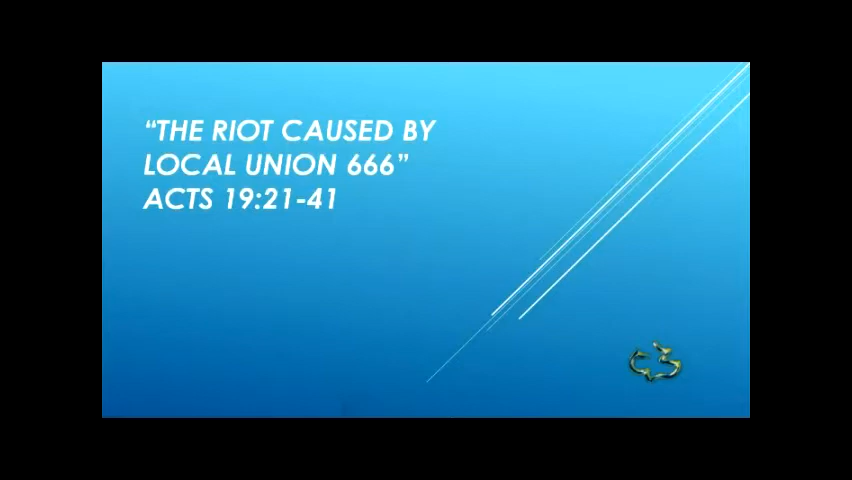 “THE RIOT CAUSED BY
LOCAL UNION 666”
ACTS 19:21-41